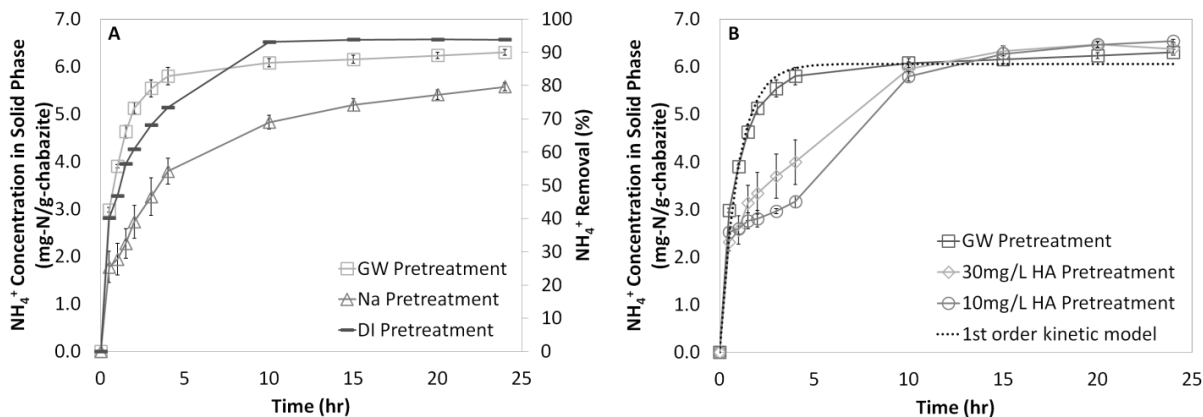 A
NH₄⁺ Concentration in Solid Phase
(mg-N/g-chabazite)
7.0
6.0
5.0
4.0
3.0
2.0
1.0
0.0
100
90
80
70
60
50
40
30
20
10
0
NH₄⁺ Removal (%)
GW Pretreatment
Na Pretreatment
DI Pretreatment
0 5 10 15 20 25
Time (hr)
B
NH₄⁺ Concentration in Solid Phase
(mg-N/g-chabazite)
7.0
6.0
5.0
4.0
3.0
2.0
1.0
0.0
GW Pretreatment
30mg/L HA Pretreatment
10mg/L HA Pretreatment
1st order kinetic model
0 5 10 15 20 25
Time (hr)